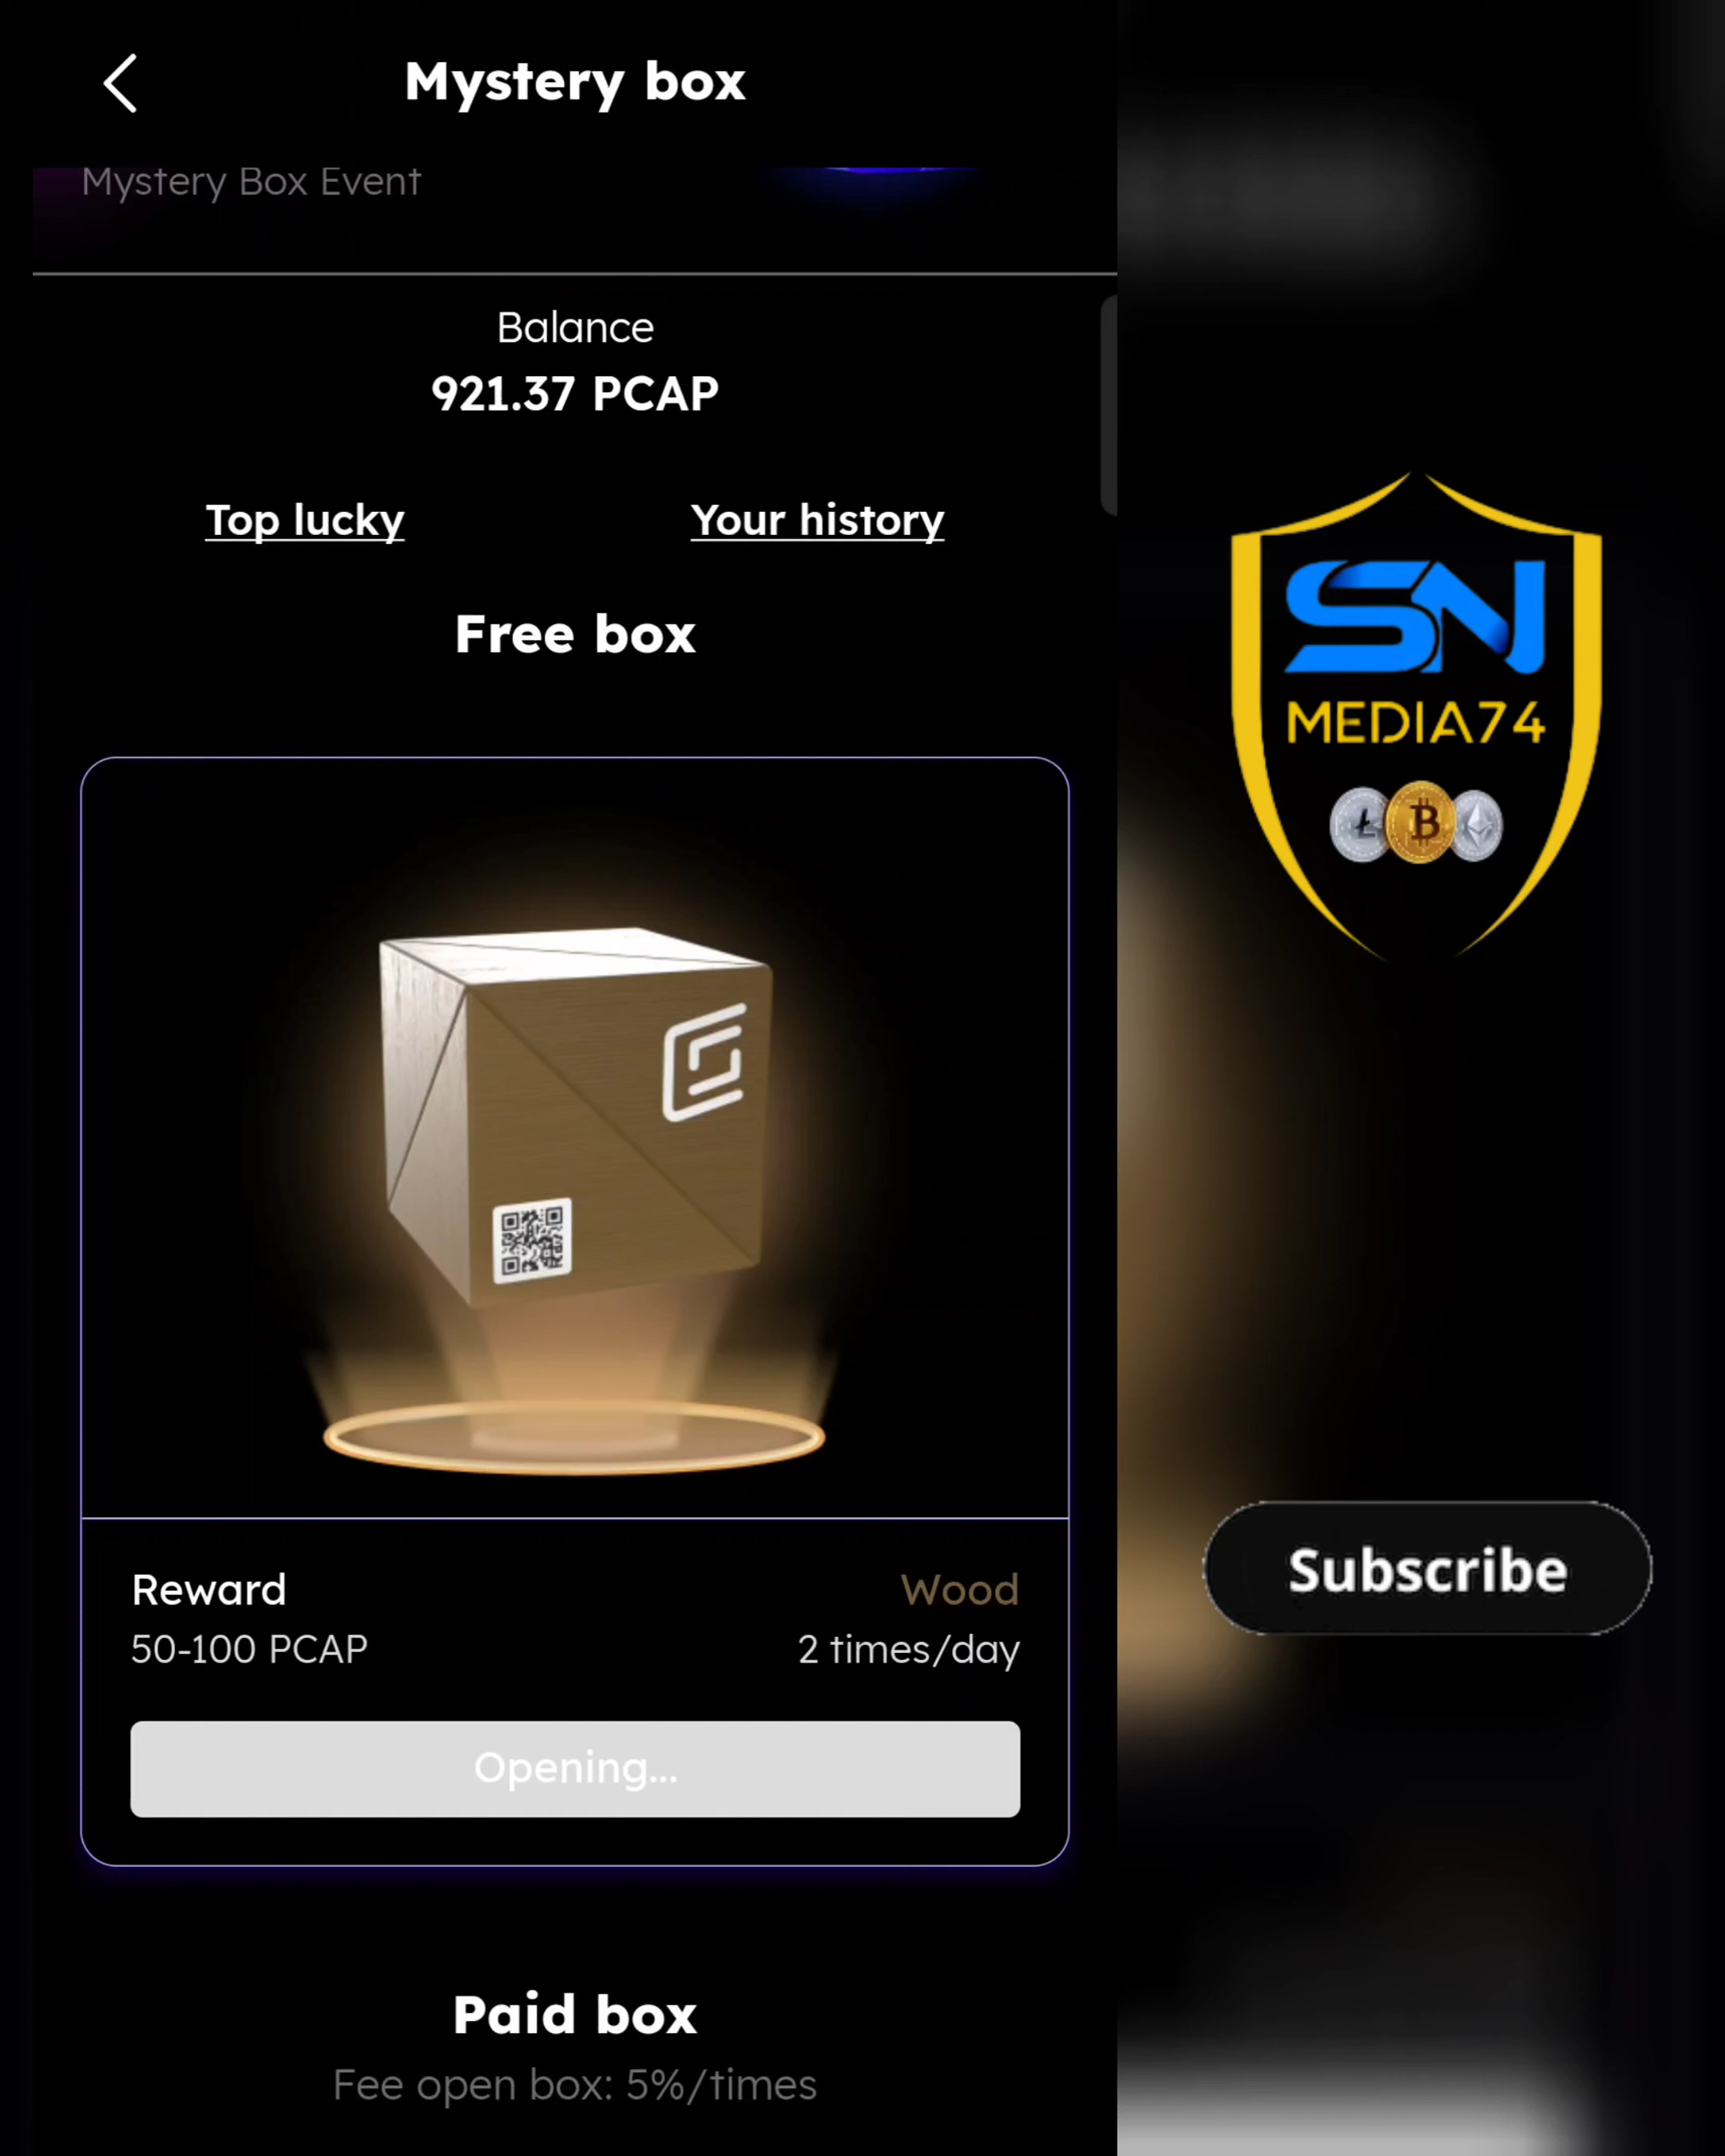 Mystery box
Mystery Box Event
Balance
921.37 PCAP
Top lucky
Your history
Free box
Reward
Wood
50-100 PCAP
2 times/day
Opening...
Paid box
Fee open box: 5%/times
SN
MEDIA74
Subscribe